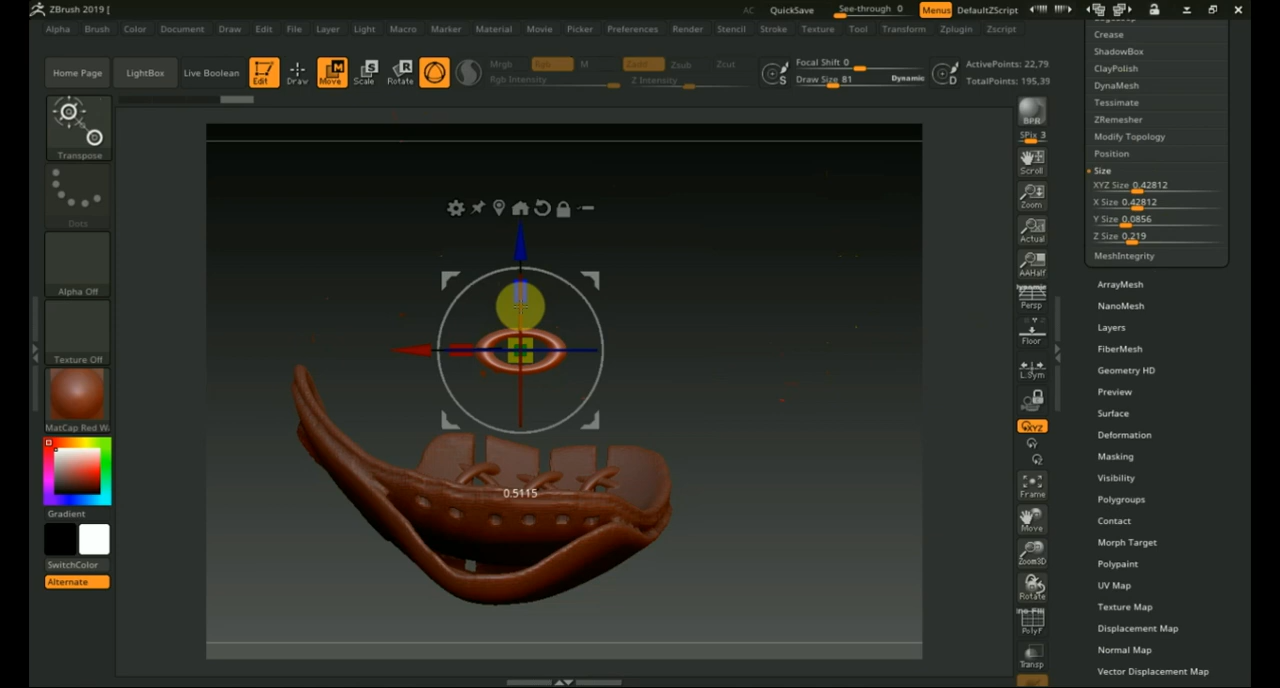 ZBrush 2019 [
AC QuickSave See-through 0 Menus DefaultZScript
Alpha Brush Color Document Draw Edit File Layer Light Macro Marker Material Movie Picker Preferences Render Stencil Stroke Texture Tool Transform Zplugin Zscript
Home Page LightBox Live Boolean Edit Draw Move Scale Rotate
Mrgb Rgb M Zadd Zsub Zcut
Rgb Intensity Z Intensity
S
Focal Shift 0
Draw Size 81 Dynamic
D
ActivePoints: 22,79
TotalPoints: 195,39
Transpose
Dots
Alpha Off
Texture Off
MatCap Red W
Gradient
SwitchColor
Alternate
0.5115
BPR
SPix 3
Scroll
Zoom
Actual
AAHalf
Dynamic
Persp
Floor
L.Sym
XYZ
Y
Z
Frame
Move
Zoom3D
Rotate
PolyF
Transp
Crease
ShadowBox
ClayPolish
DynaMesh
Tessimate
ZRemesher
Modify Topology
Position
Size
XYZ Size 0.42812
X Size 0.42812
Y Size 0.0856
Z Size 0.219
MeshIntegrity
ArrayMesh
NanoMesh
Layers
FiberMesh
Geometry HD
Preview
Surface
Deformation
Masking
Visibility
Polygroups
Contact
Morph Target
Polypaint
UV Map
Texture Map
Displacement Map
Normal Map
Vector Displacement Map